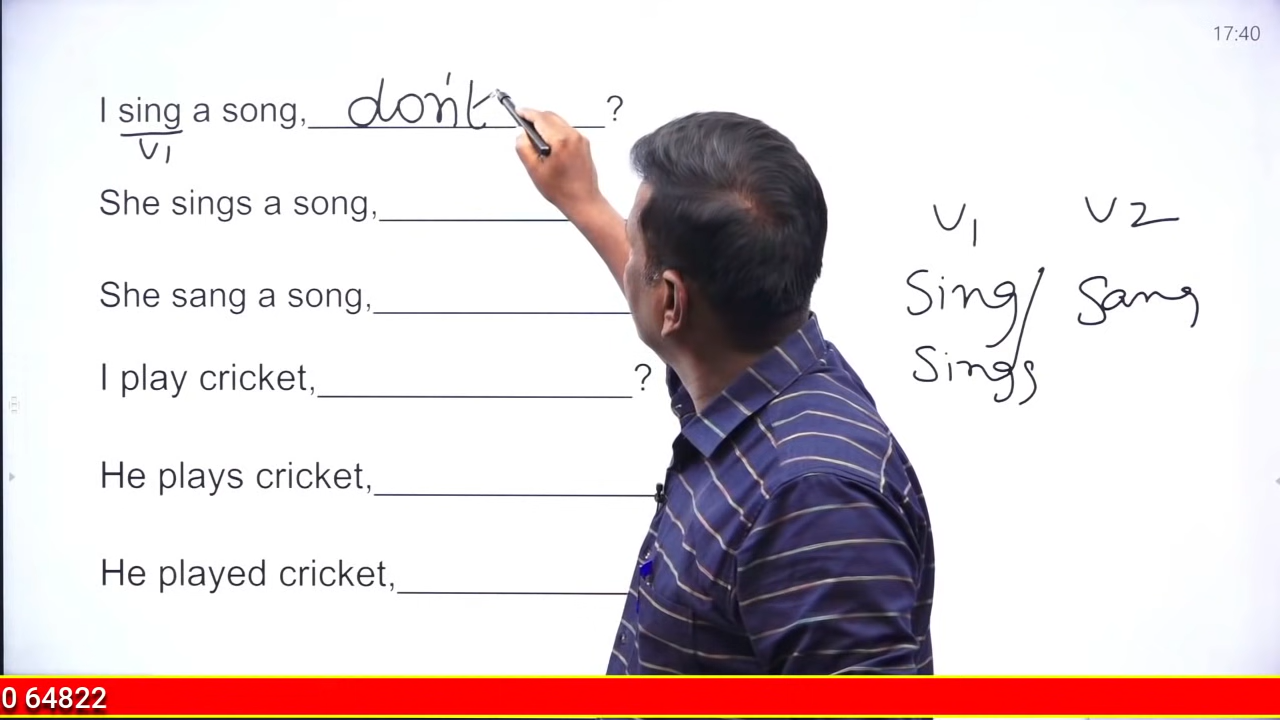 17:40
I sing a song, don't ?
V1
She sings a song,
She sang a song,
I play cricket, ?
He plays cricket,
He played cricket,
V1 V2
Sing/ Sang
Sings
0 64822